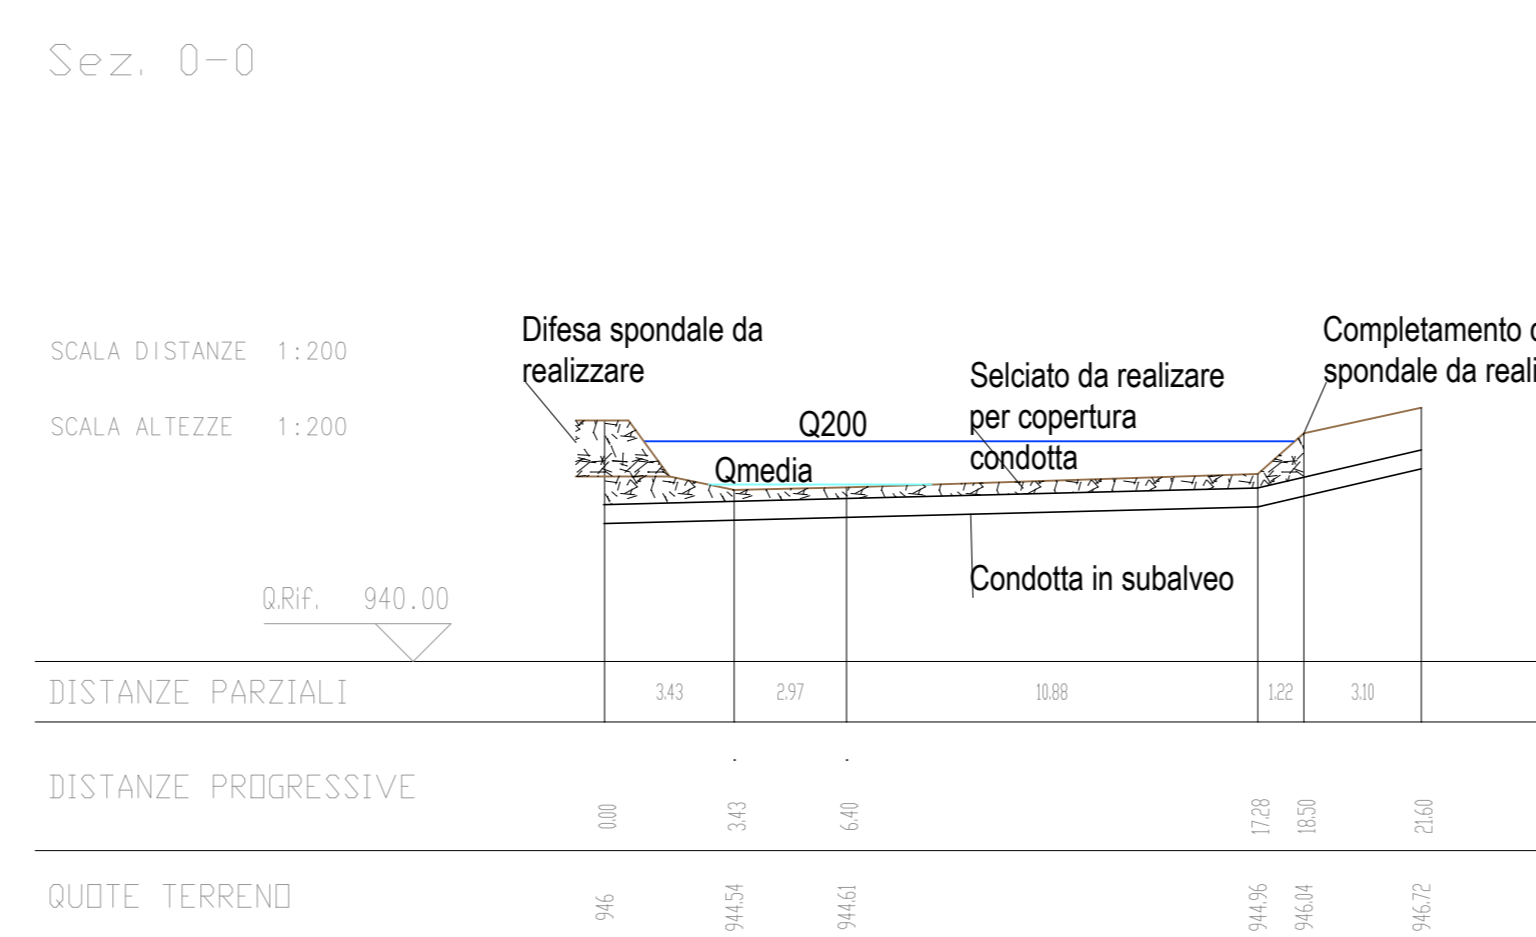 Sez. 0-0
Difesa spondale da
realizzare
Completamento
spondale da reali
SCALA DISTANZE 1:200
Selciato da realizare
per copertura
condotta
SCALA ALTEZZE 1:200
Q200
Qmedia
Condotta in subalveo
Q.Rif. 940.00
DISTANZE PARZIALI 3.43 2.97 10.88 1.22 3.10
DISTANZE PROGRESSIVE 0.00 3.43 6.40 17.28 18.50 21.60
QUOTE TERRENO 946 944.54 944.61 944.96 946.04 946.72